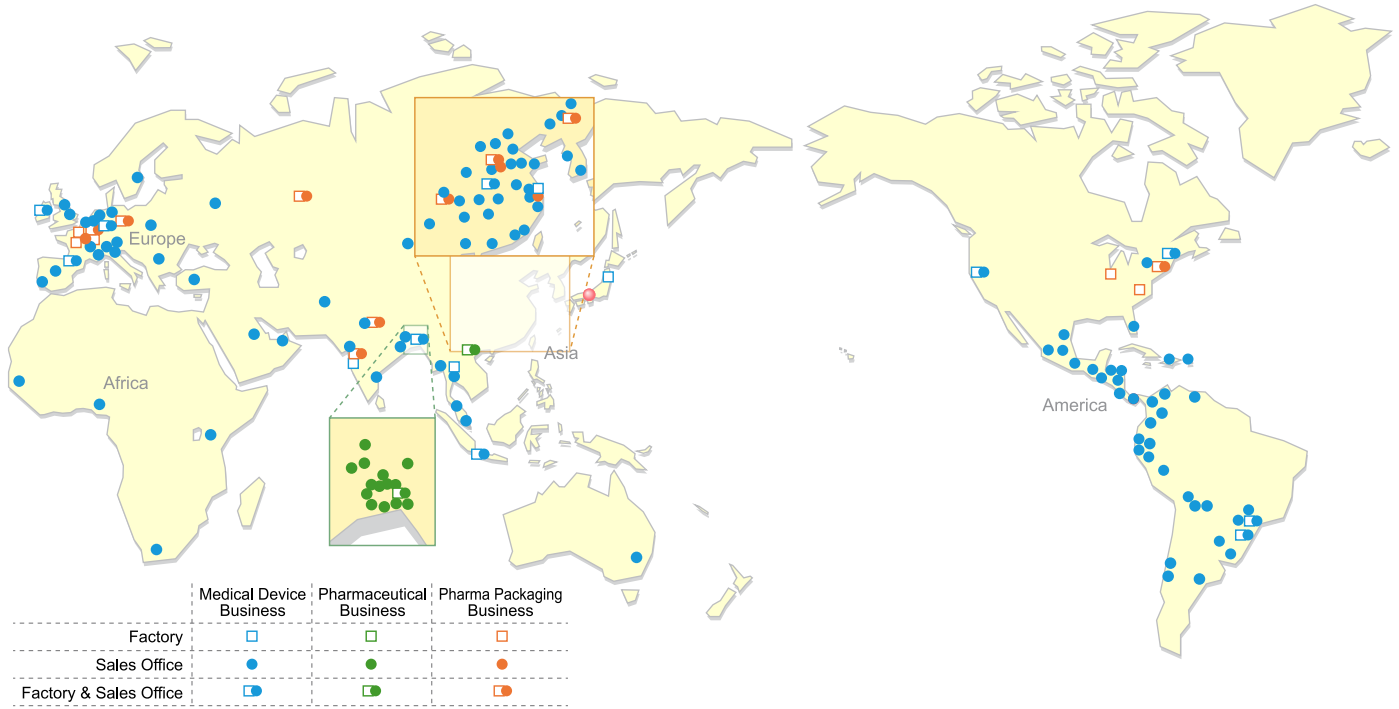 Europe
Asia
Africa
America
Medical Device Business
Pharmaceutical Business
Pharma Packaging Business
Factory
Sales Office
Factory & Sales Office